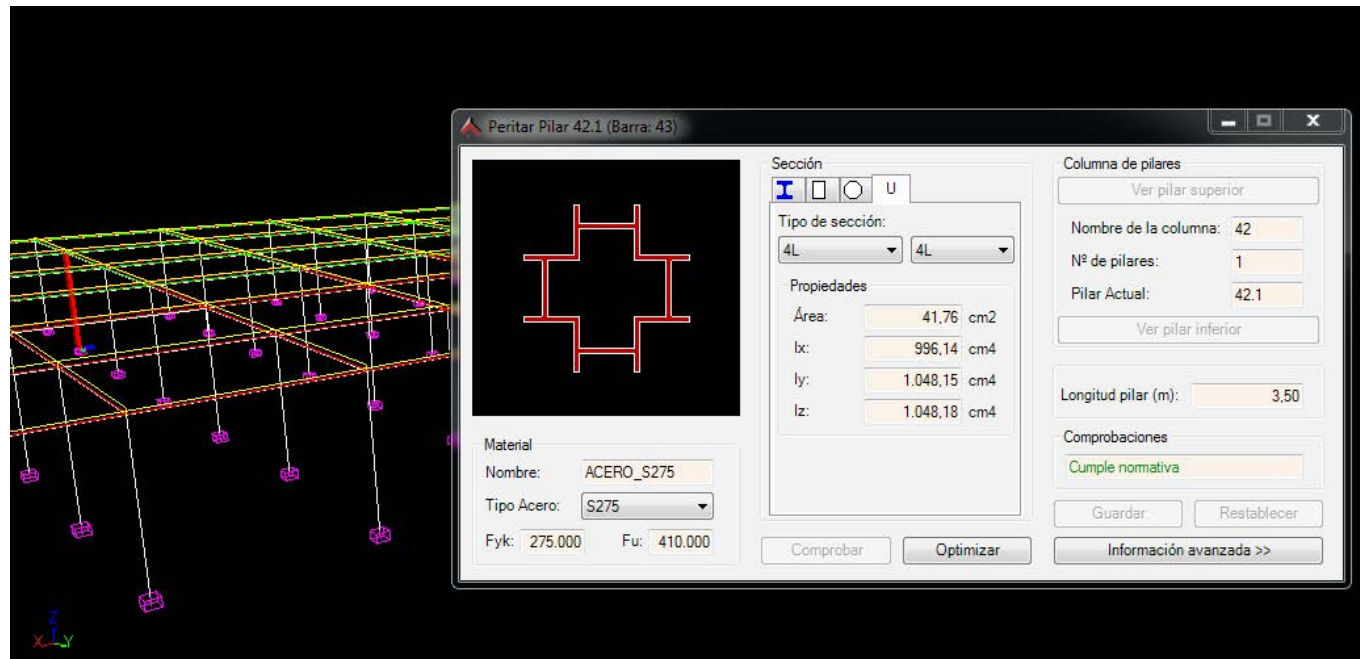 Peritar Pilar 42.1 (Barra: 43)
Sección
U
Tipo de sección:
4L 4L
Propiedades
Área: 41,76 cm2
Ix: 996,14 cm4
Iy: 1.048,15 cm4
Iz: 1.048,18 cm4
Material
Nombre: ACERO_S275
Tipo Acero: S275
Fyk: 275.000 Fu: 410.000
Comprobar Optimizar
Columna de pilares
Ver pilar superior
Nombre de la columna: 42
Nº de pilares: 1
Pilar Actual: 42.1
Ver pilar inferior
Longitud pilar (m): 3,50
Comprobaciones
Cumple normativa
Guardar Restablecer
Información avanzada >>
Z
X Y